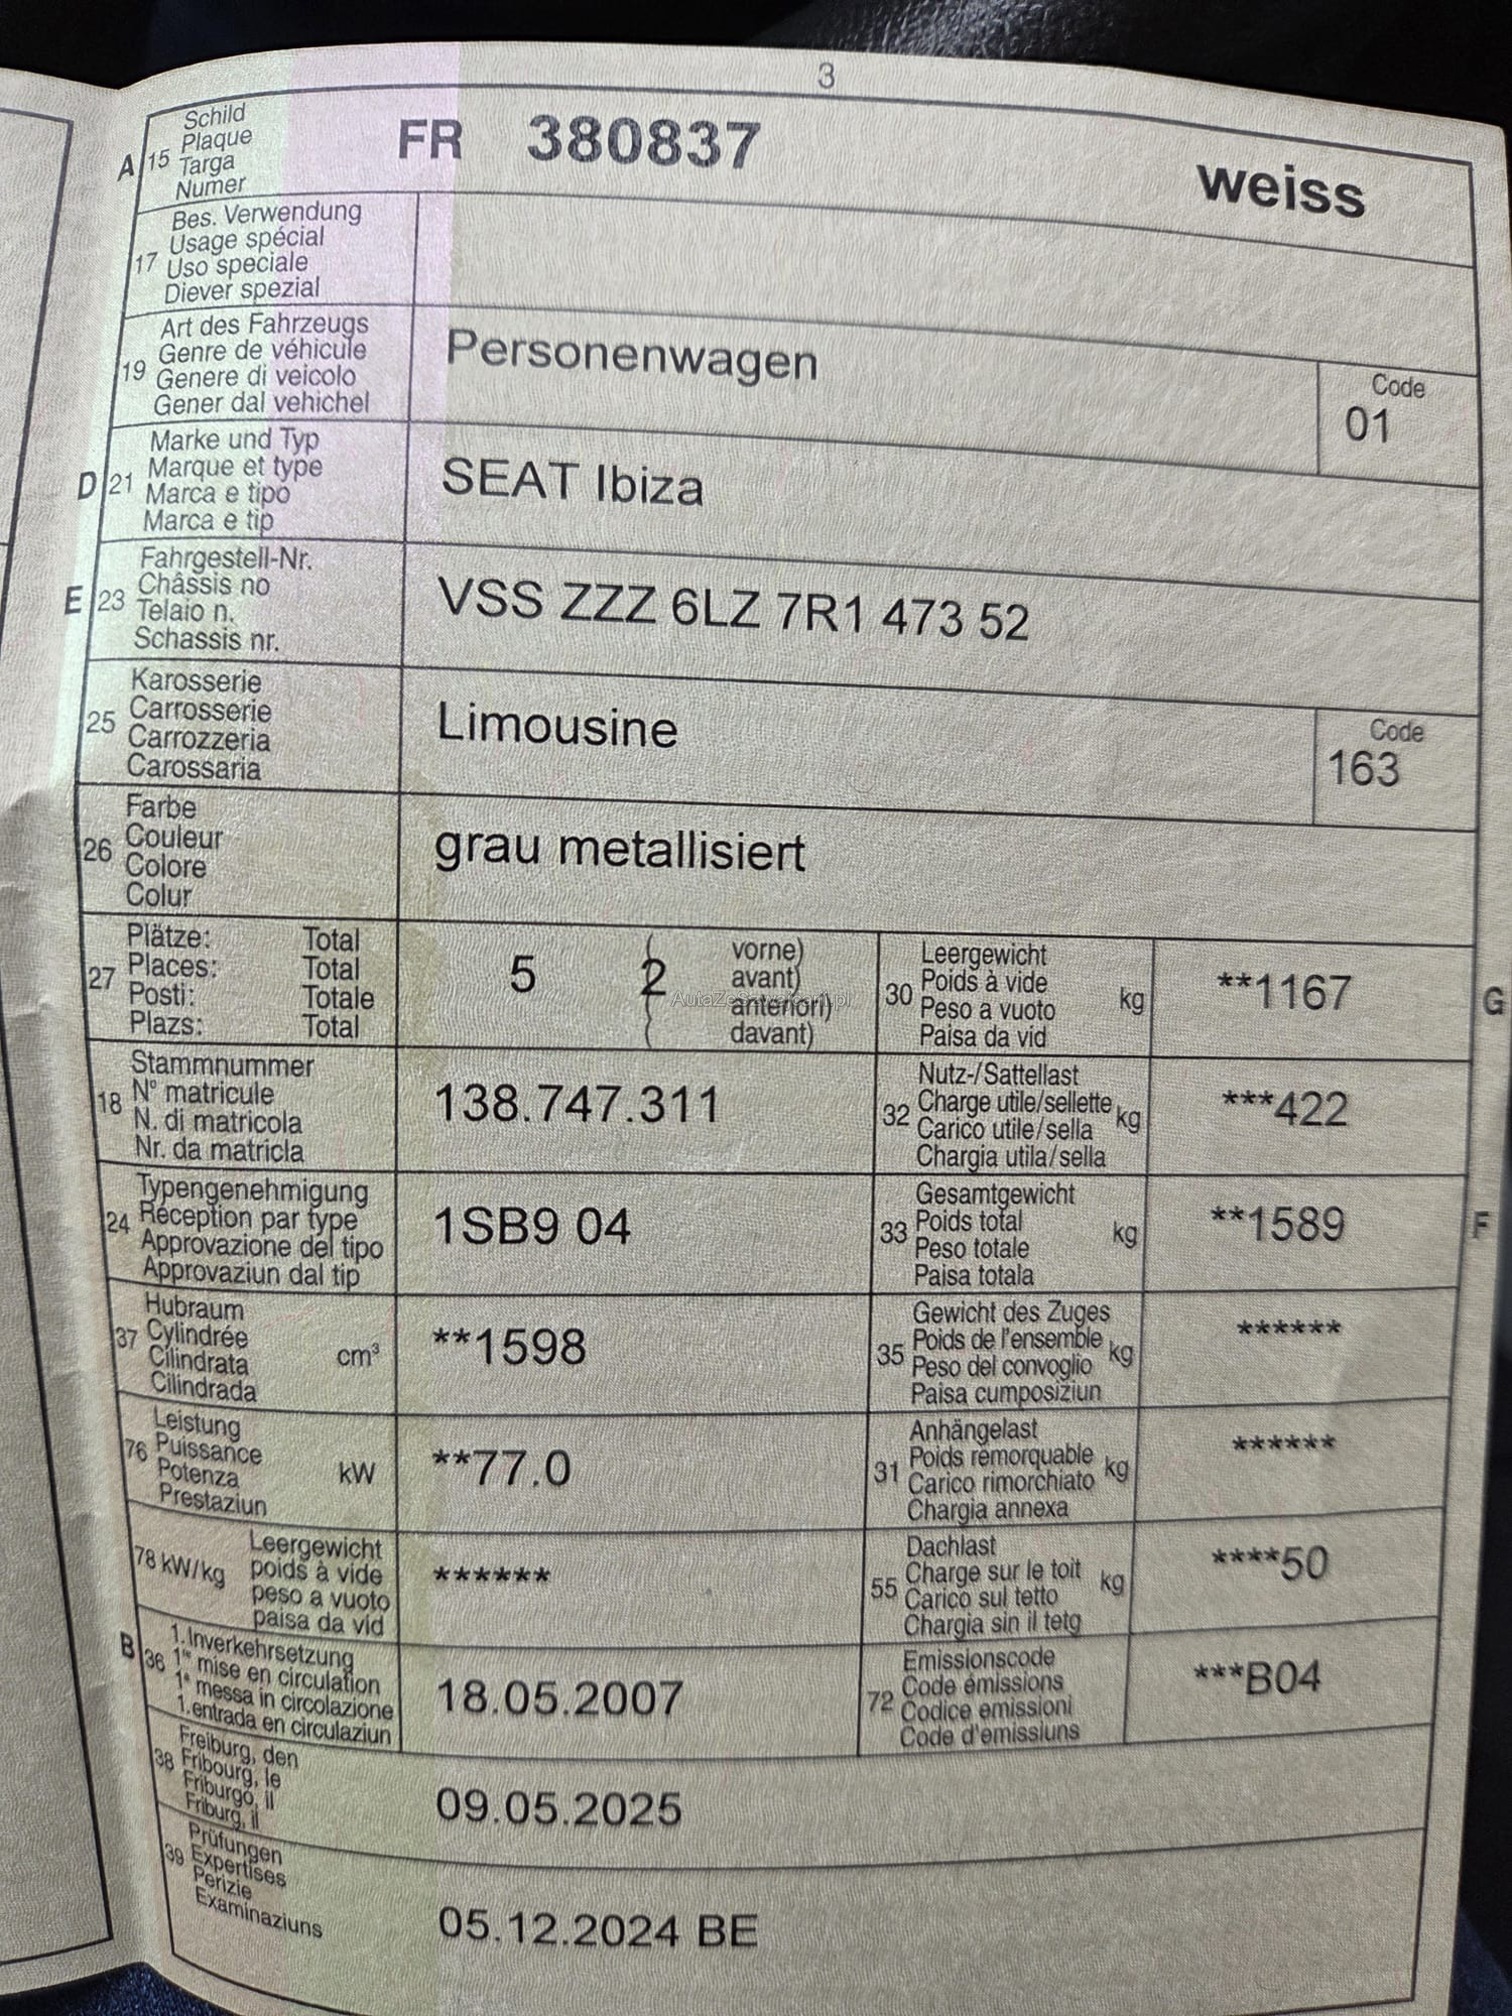 3
A 15 Schild
Plaque
Targa
Numer
FR 380837 weiss
17 Bes. Verwendung
Usage spécial
Uso speciale
Diever spezial
19 Art des Fahrzeugs
Genre de véhicule
Genere di veicolo
Gener dal vehichel
Personenwagen
Code
01
D 21 Marke und Typ
Marque et type
Marca e tipo
Marca e tip
SEAT Ibiza
E 23 Fahrgestell-Nr.
Châssis no
Telaio n.
Schassis nr.
VSS ZZZ 6LZ 7R1 473 52
25 Karosserie
Carrosserie
Carrozzeria
Carossaria
Limousine
Code
163
26 Farbe
Couleur
Colore
Colur
grau metallisiert
27 Plätze: Total
Places: Total
Posti: Totale
Plazs: Total
5 ( 2 vorne)
avant)
anteriori)
davant)
30 Leergewicht
Poids à vide
Peso a vuoto kg
Paisa da vid
**1167
G
18 Stammnummer
N° matricule
N. di matricola
Nr. da matricla
138.747.311
32 Nutz-/Sattellast
Charge utile/sellette kg
Carico utile/sella
Chargia utila/sella
***422
24 Typengenehmigung
Réception par type
Approvazione del tipo
Approvaziun dal tip
1SB9 04
33 Gesamtgewicht
Poids total kg
Peso totale
Paisa totala
**1589
F
37 Hubraum
Cylindrée
Cilindrata cm³
Cilindrada
**1598
35 Gewicht des Zuges
Poids de l'ensemble kg
Peso del convoglio
Paisa cumposiziun
******
76 Leistung
Puissance
Potenza kW
Prestaziun
**77.0
31 Anhängelast
Poids remorquable kg
Carico rimorchiato
Chargia annexa
******
78 kW/kg Leergewicht
poids à vide
peso a vuoto
paisa da vid
******
55 Dachlast
Charge sur le toit kg
Carico sul tetto
Chargia sin il tetg
****50
B 36 1.Inverkehrsetzung
1re mise en circulation
1a messa in circolazione
1.entrada en circulaziun
18.05.2007
72 Emissionscode
Code émissions
Codice emissioni
Code d'emissiuns
***B04
38 Freiburg, den
Fribourg, le
Friburgo, il
Friburg, il
09.05.2025
39 Prüfungen
Expertises
Perizie
Examinaziuns
05.12.2024 BE